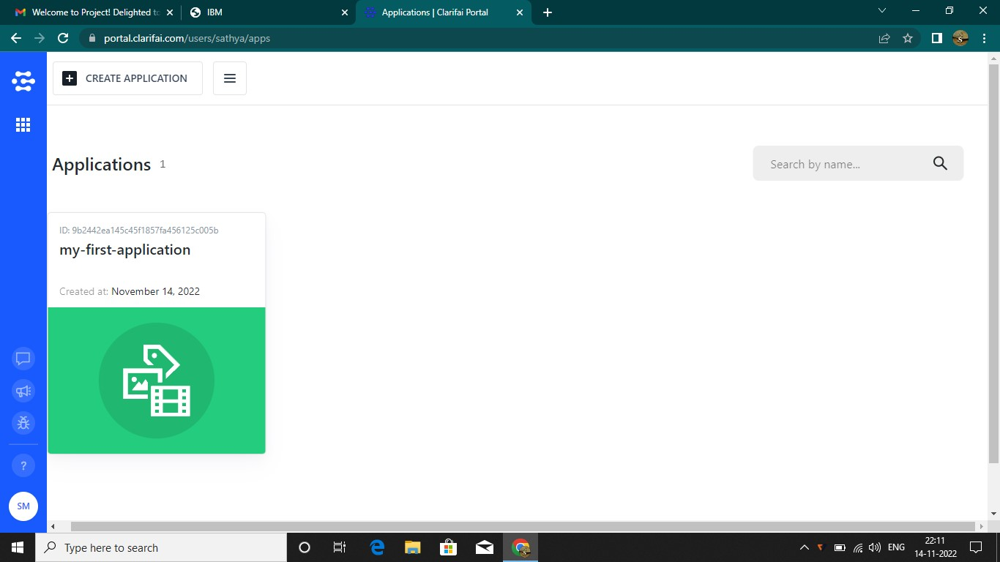 Welcome to Project! Delighted to
IBM
Applications | Clarifai Portal
portal.clarifai.com/users/sathya/apps
CREATE APPLICATION
Applications 1
Search by name...
ID: 9b2442ea145c45f1857fa456125c005b
my-first-application
Created at: November 14, 2022
?
SM
Type here to search
ENG
22:11
14-11-2022